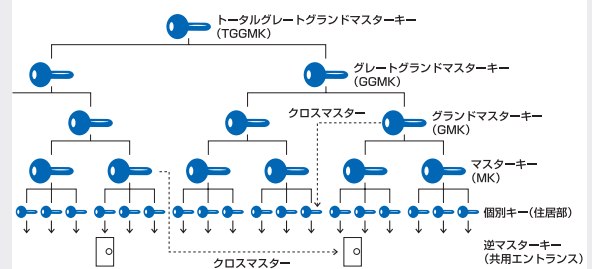 トータルグレートグランドマスターキー
(TGGMK)
グレートグランドマスターキー
(GGMK)
クロスマスター
グランドマスターキー
(GMK)
マスターキー
(MK)
個別キー(住居部)
逆マスターキー
(共用エントランス)
クロスマスター